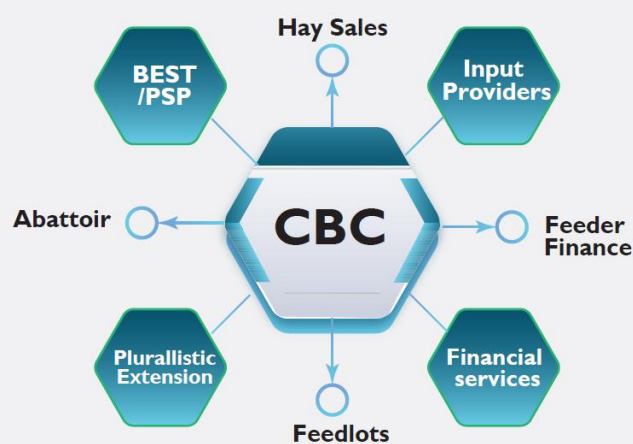 Hay Sales
BEST
/PSP
Input
Providers
Abattoir
CBC
Feeder
Finance
Plurallistic
Extension
Financial
services
Feedlots